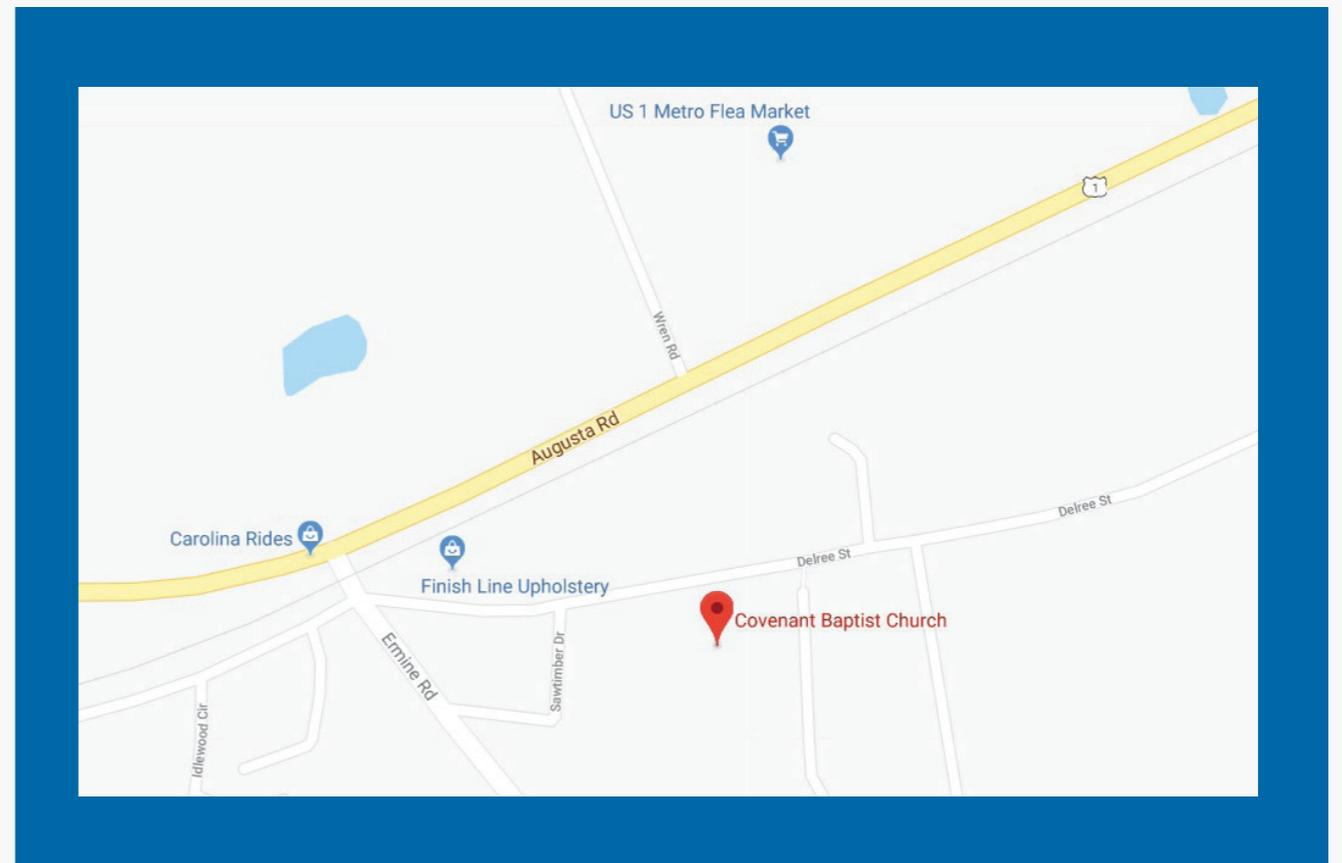 US 1 Metro Flea Market
1
Wren Rd
Augusta Rd
Delree St
Carolina Rides
Delree St
Finish Line Upholstery
Covenant Baptist Church
Ermine Rd
Sawtimber Dr
Idlewood Cir